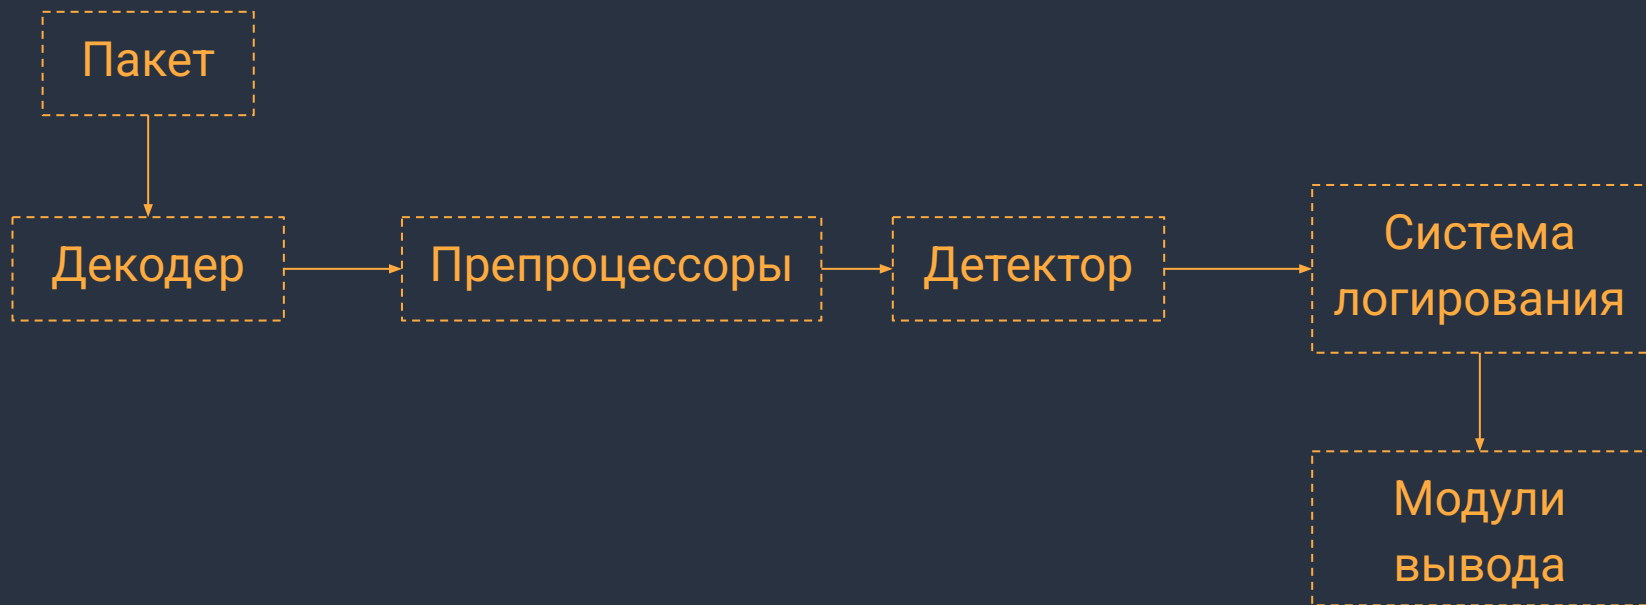 Пакет
Декодер
Препроцессоры
Детектор
Система
логирования
Модули
вывода